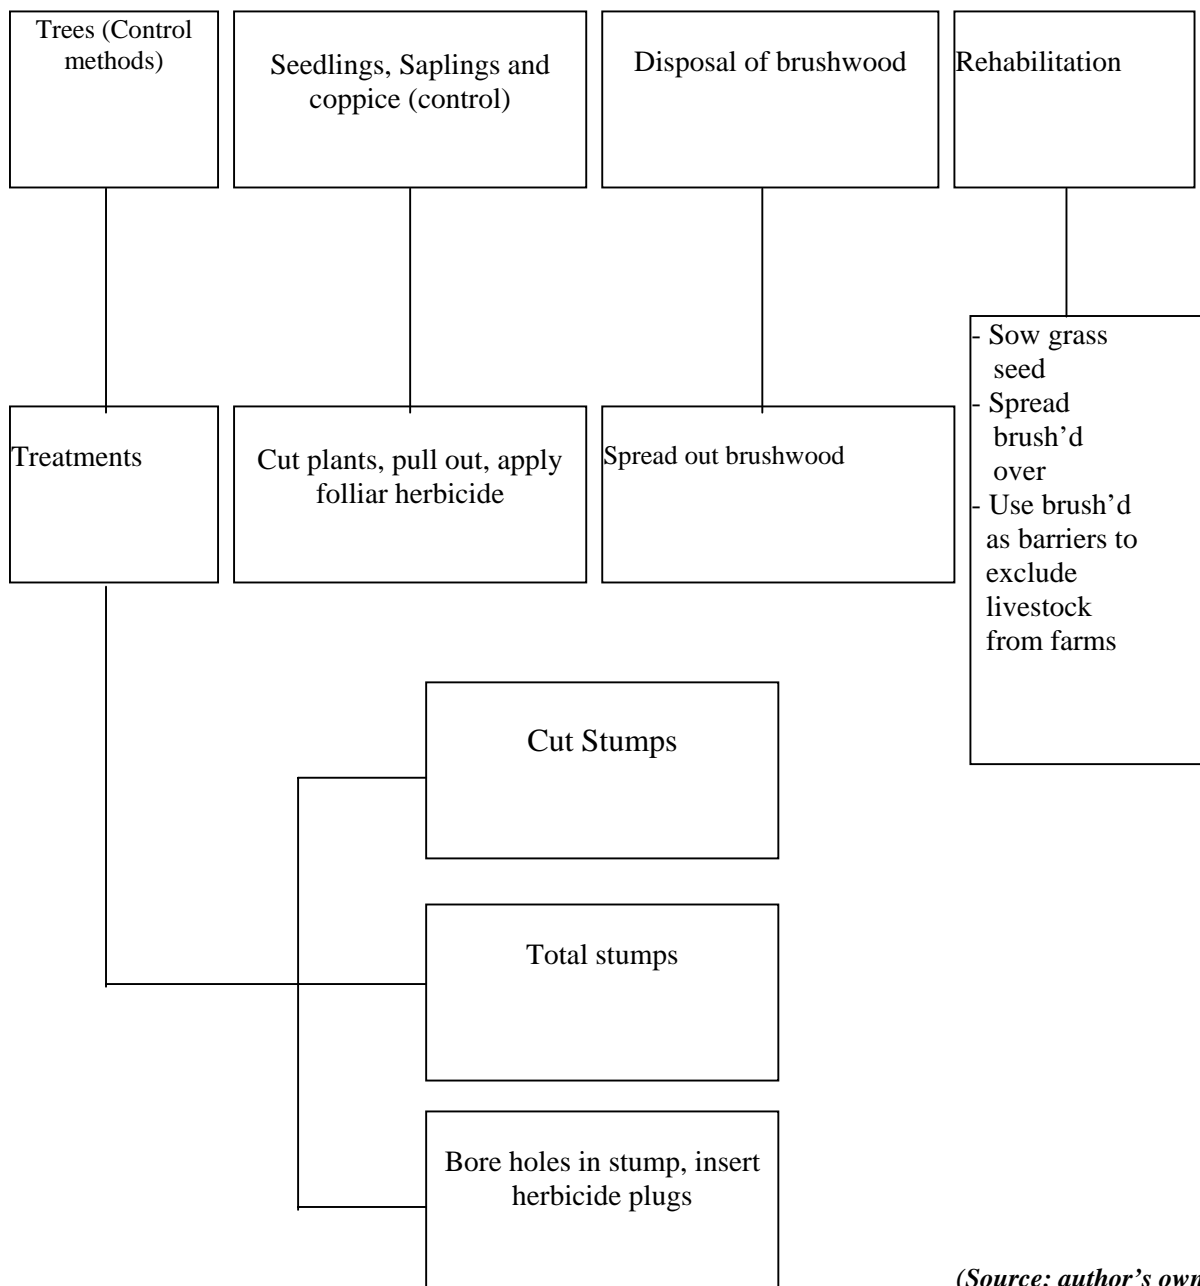 Trees (Control
methods)
Seedlings, Saplings and
coppice (control)
Disposal of brushwood
Rehabilitation
Treatments
Cut plants, pull out, apply
folliar herbicide
Spread out brushwood
- Sow grass
seed
- Spread
brush’d
over
- Use brush’d
as barriers to
exclude
livestock
from farms
Cut Stumps
Total stumps
Bore holes in stump, insert
herbicide plugs
(Source: author’s own